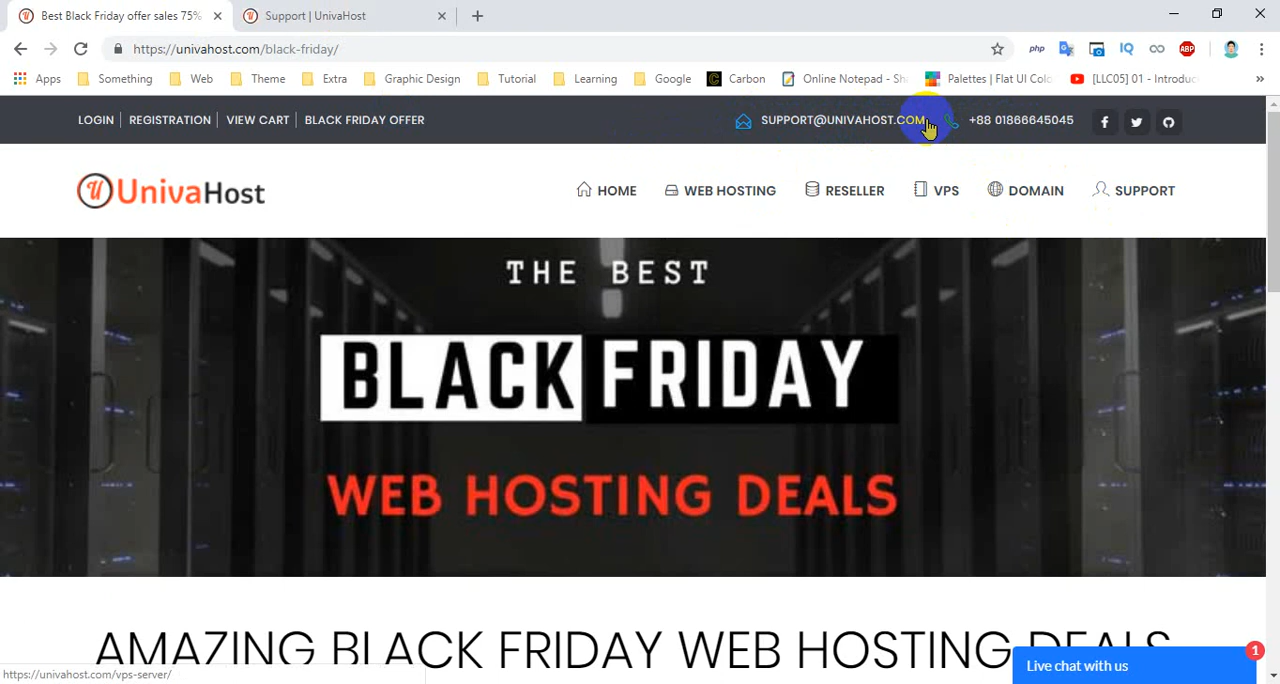 Best Black Friday offer sales 75%
Support | UnivaHost
https://univahost.com/black-friday/
php
IQ
ABP
Apps Something Web Theme Extra Graphic Design Tutorial Learning Google Carbon Online Notepad - Sh Palettes | Flat UI Colo [LLC05] 01 - Introduc »
LOGIN | REGISTRATION | VIEW CART | BLACK FRIDAY OFFER
SUPPORT@UNIVAHOST.COM +88 01866645045
UnivaHost
HOME WEB HOSTING RESELLER VPS DOMAIN SUPPORT
THE BEST
BLACK FRIDAY
WEB HOSTING DEALS
AMAZING BLACK FRIDAY WEB HOSTING DEALS
Live chat with us
1
https://univahost.com/vps-server/